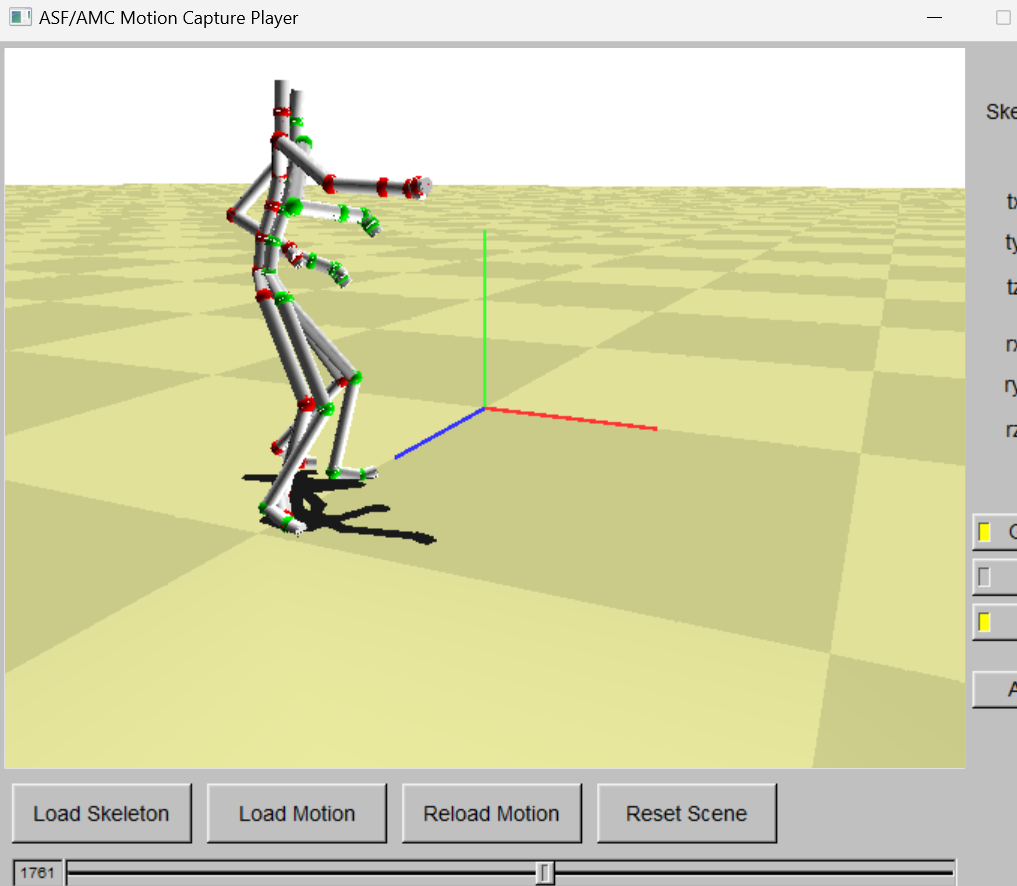 ASF/AMC Motion Capture Player
Ske
tx
ty
tz
rx
ry
rz
A
Load Skeleton
Load Motion
Reload Motion
Reset Scene
1761